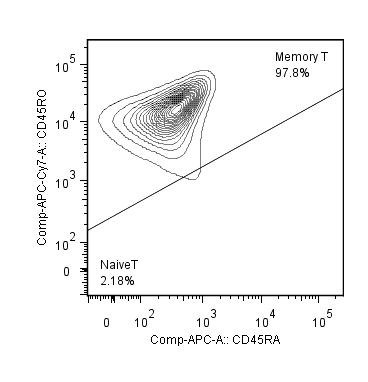 Memory T
97.8%
10^5
10^4
10^3
10^2
0
Comp-APC-Cy7-A:: CD45RO
NaiveT
2.18%
0 10^2 10^3 10^4 10^5
Comp-APC-A:: CD45RA